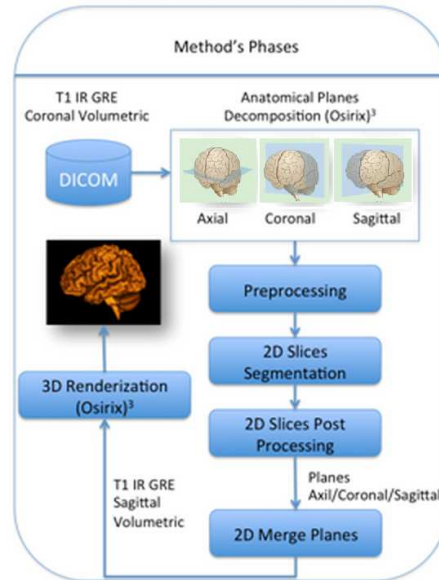 Method's Phases
T1 IR GRE
Coronal Volumetric
Anatomical Planes
Decomposition (Osirix)³
DICOM
Axial Coronal Sagittal
Preprocessing
2D Slices
Segmentation
2D Slices Post
Processing
Planes
Axil/Coronal/Sagittal
2D Merge Planes
T1 IR GRE
Sagittal
Volumetric
3D Renderization
(Osirix)³